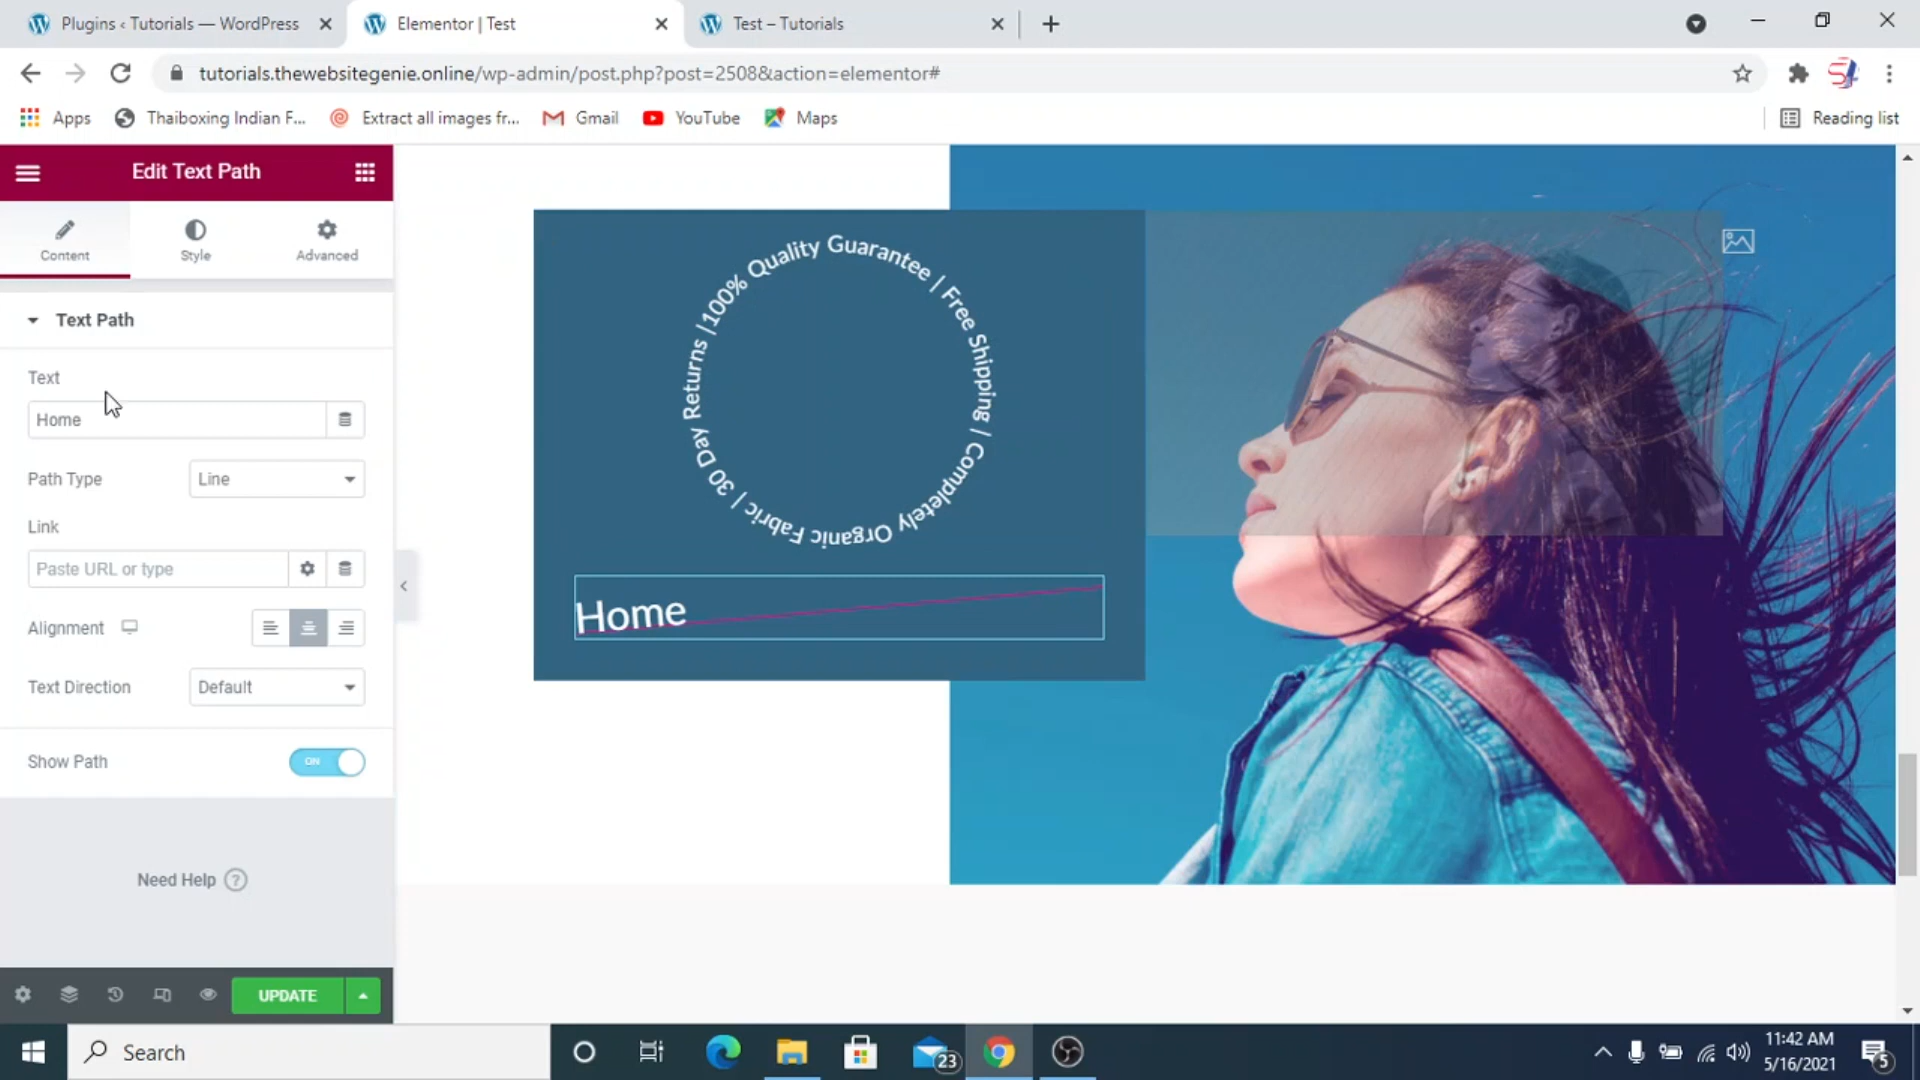 Plugins ‹ Tutorials — WordPress
Elementor | Test
Test – Tutorials
tutorials.thewebsitegenie.online/wp-admin/post.php?post=2508&action=elementor#
Apps
Thaiboxing Indian F...
Extract all images fr...
Gmail
YouTube
Maps
Reading list
Edit Text Path
Content
Style
Advanced
Text Path
Text
Home
Path Type
Line
Link
Paste URL or type
Alignment
Text Direction
Default
Show Path
ON
Need Help
?
UPDATE
100% Quality Guarantee | Free Shipping | Completely Organic Fabric | 30 Day Returns |
Home
Search
23
11:42 AM
5/16/2021
5